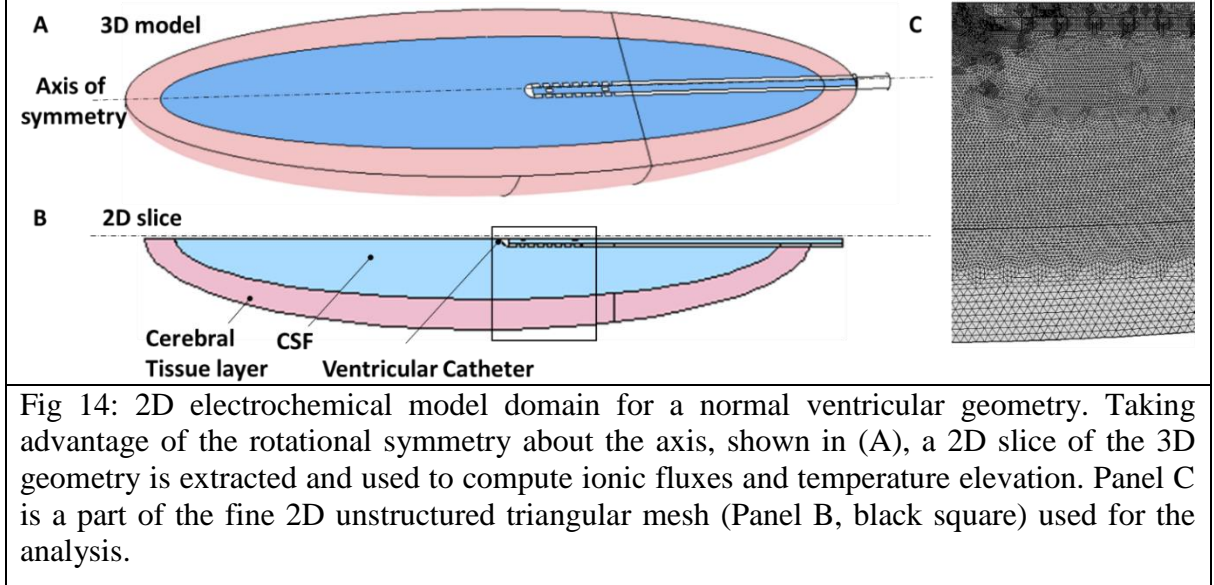 A 3D model C
Axis of
symmetry
B 2D slice
Cerebral CSF
Tissue layer Ventricular Catheter
Fig 14: 2D electrochemical model domain for a normal ventricular geometry. Taking
advantage of the rotational symmetry about the axis, shown in (A), a 2D slice of the 3D
geometry is extracted and used to compute ionic fluxes and temperature elevation. Panel C
is a part of the fine 2D unstructured triangular mesh (Panel B, black square) used for the
analysis.